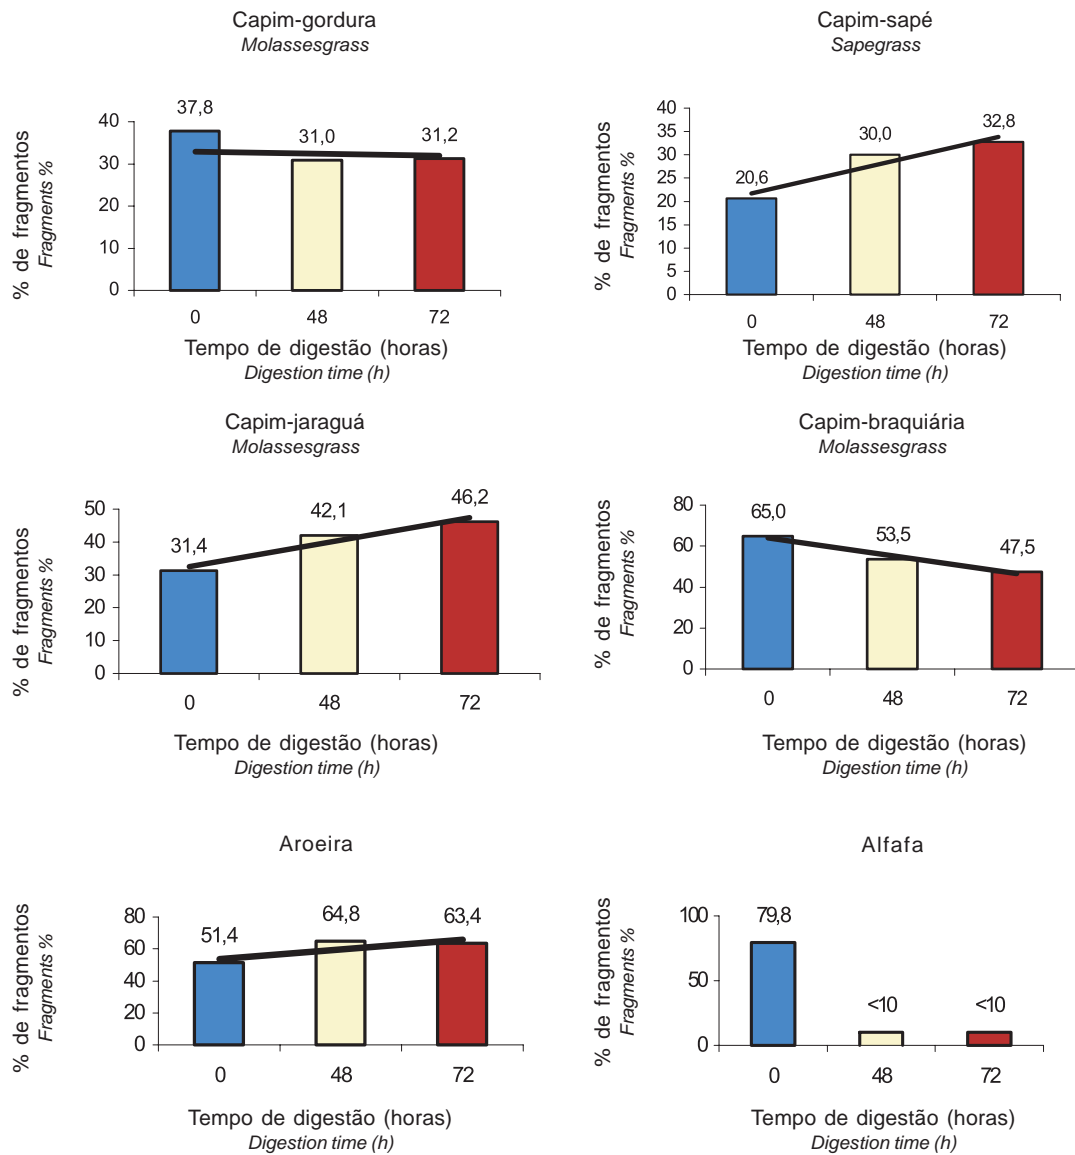 Capim-gordura
Molassesgrass
% de fragmentos
Fragments %
40
30
20
10
0
37,8
31,0
31,2
0
48
72
Tempo de digestão (horas)
Digestion time (h)
Capim-sapé
Sapegrass
% de fragmentos
Fragments %
40
35
30
25
20
15
10
5
0
20,6
30,0
32,8
0
48
72
Tempo de digestão (horas)
Digestion time (h)
Capim-jaraguá
Molassesgrass
% de fragmentos
Fragments %
50
40
30
20
10
0
31,4
42,1
46,2
0
48
72
Tempo de digestão (horas)
Digestion time (h)
Capim-braquiária
Molassesgrass
% de fragmentos
Fragments %
80
60
40
20
0
65,0
53,5
47,5
0
48
72
Tempo de digestão (horas)
Digestion time (h)
Aroeira
% de fragmentos
Fragments %
80
60
40
20
0
51,4
64,8
63,4
0
48
72
Tempo de digestão (horas)
Digestion time (h)
Alfafa
% de fragmentos
Fragments %
100
50
0
79,8
<10
<10
0
48
72
Tempo de digestão (horas)
Digestion time (h)